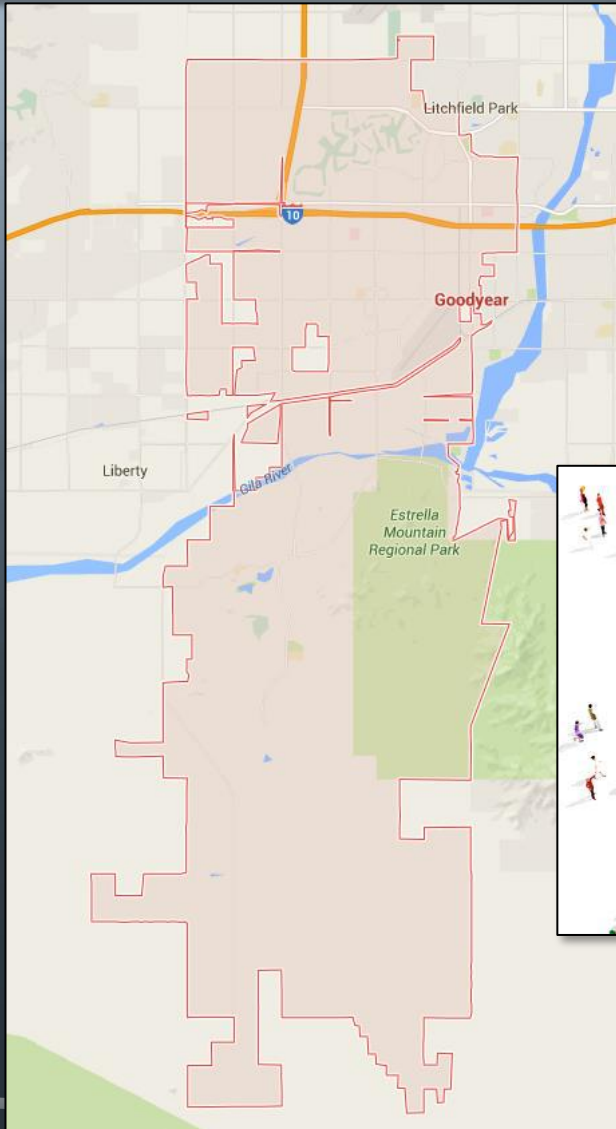 Litchfield Park
10
Goodyear
Liberty
Gila River
Estrella
Mountain
Regional Park